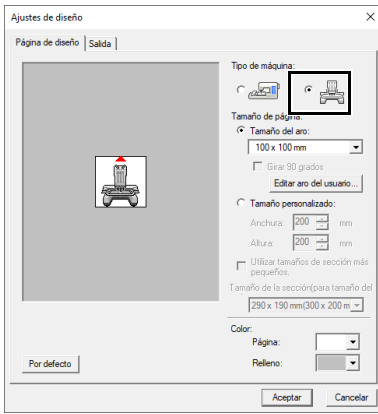 Ajustes de diseño
Página de diseño
Salida
Tipo de máquina:
Tamaño de página:
Tamaño del aro:
100 x 100 mm
Girar 90 grados
Editar aro del usuario...
Tamaño personalizado:
Anchura: 200 mm
Altura: 200 mm
Utilizar tamaños de sección más
pequeños.
Tamaño de la sección(para tamaño del
290 x 190 mm(300 x 200 m
Color:
Página:
Relleno:
Por defecto
Aceptar
Cancelar